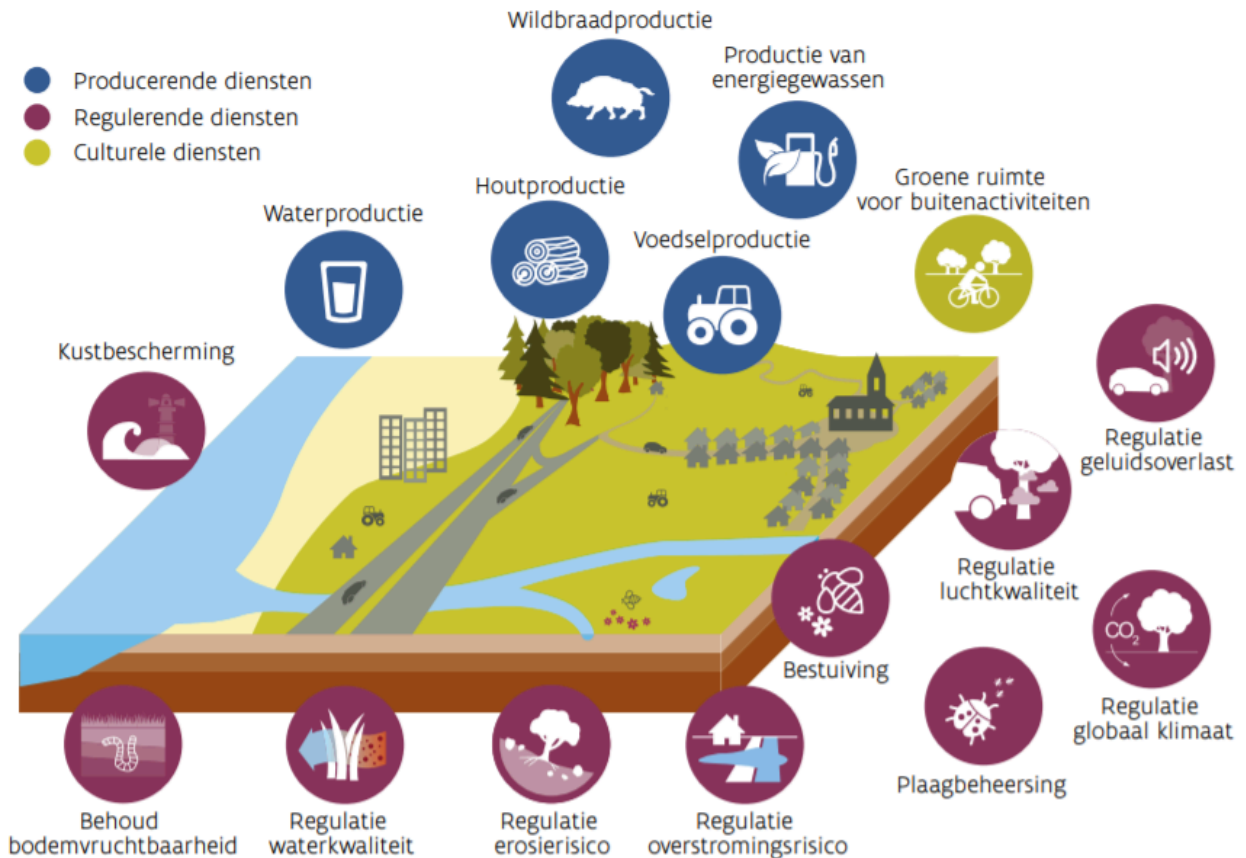 Wildbraadproductie
Productie van
energiegewassen
Producerende diensten
Regulerende diensten
Culturele diensten
Groene ruimte
voor buitenactiviteiten
Houtproductie
Waterproductie
Voedselproductie
Kustbescherming
Regulatie
geluidsoverlast
Regulatie
luchtkwaliteit
CO₂
Bestuiving
Regulatie
globaal klimaat
Plaagbeheersing
Behoud
bodemvruchtbaarheid
Regulatie
waterkwaliteit
Regulatie
erosierisico
Regulatie
overstromingsrisico